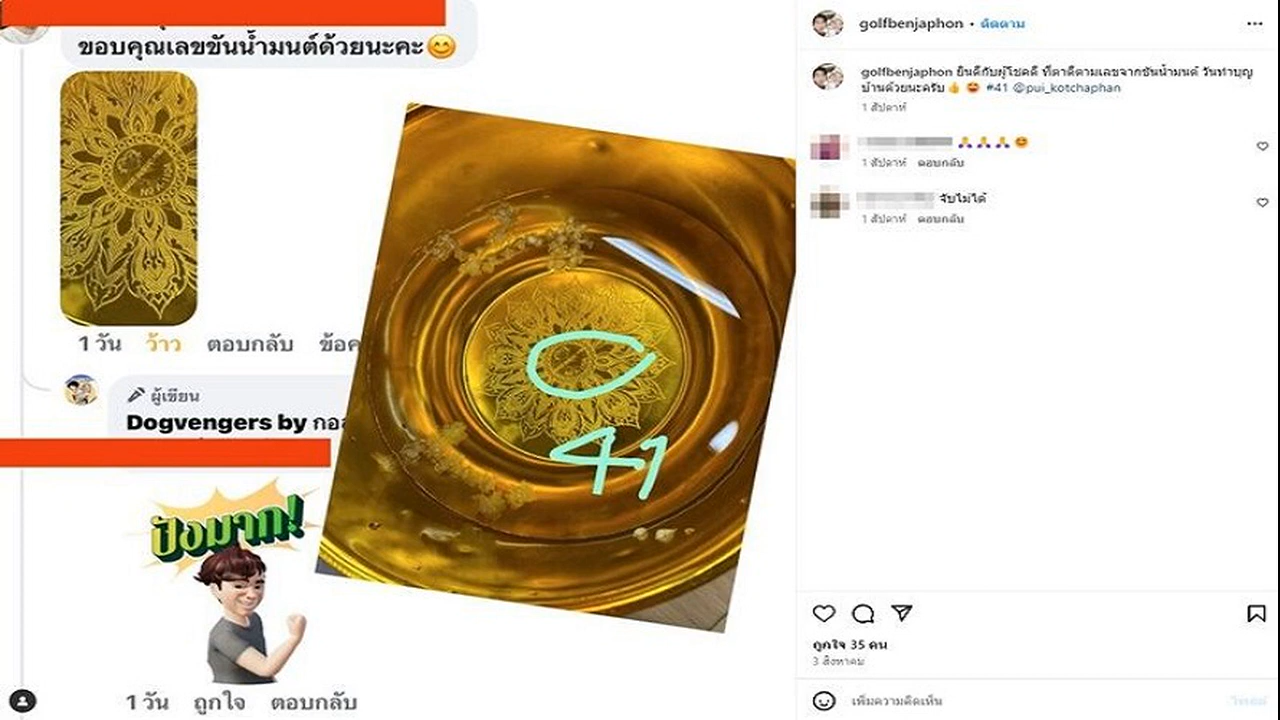 ขอบคุณเลขขันน้ำมนต์ด้วยนะคะ😊
1 วัน ว้าว ตอบกลับ ข้อค
ผู้เขียน
Dogvengers by กอ
41
ปังมาก!
1 วัน ถูกใจ ตอบกลับ
golfbenjaphon • ติดตาม
golfbenjaphon ยินดีกับผู้โชคดี ที่ตาดีตามเลขจากขันน้ำมนต์ วันทำบุญ
บ้านด้วยนะครับ👍 🤩 #41 @pui_kotchaphan
1 สัปดาห์
🙏🙏🙏😍
1 สัปดาห์ ตอบกลับ
จับไม่ได้
1 สัปดาห์ ตอบกลับ
ถูกใจ 35 คน
3 สิงหาคม
เพิ่มความคิดเห็น
โพสต์